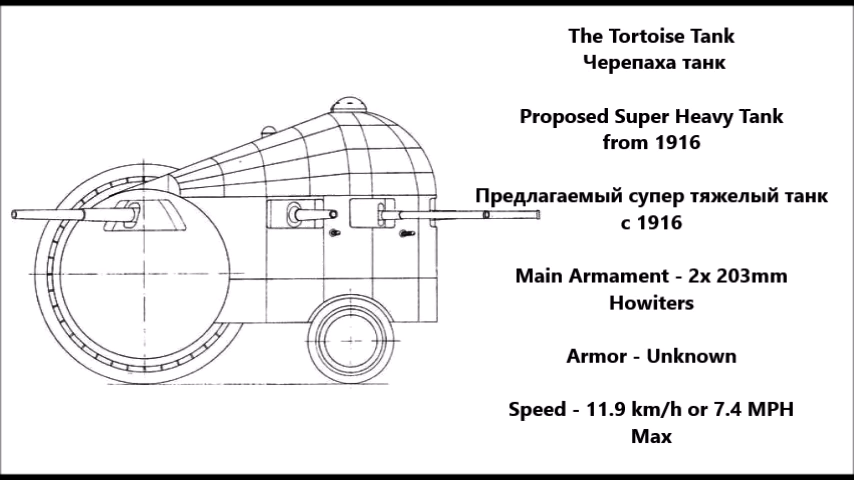 The Tortoise Tank
Черепаха танк
Proposed Super Heavy Tank
from 1916
Предлагаемый супер тяжелый танк
с 1916
Main Armament - 2x 203mm
Howiters
Armor - Unknown
Speed - 11.9 km/h or 7.4 MPH
Max